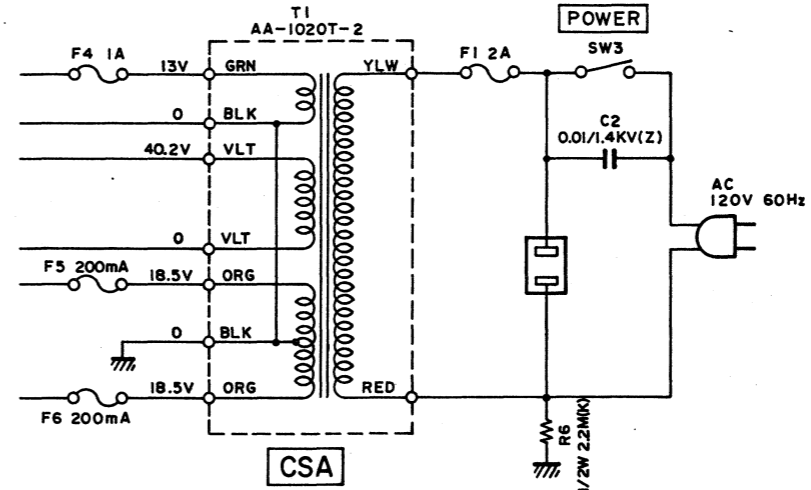 T1
AA-1020T-2
POWER
F4 1A
13V
GRN
YLW
F1 2A
SW3
0
BLK
C2
0.01/1.4KV(Z)
40.2V
VLT
AC
120V 60Hz
0
VLT
F5 200mA
18.5V
ORG
0
BLK
18.5V
ORG
RED
F6 200mA
R6
1/2W 2.2M(K)
CSA